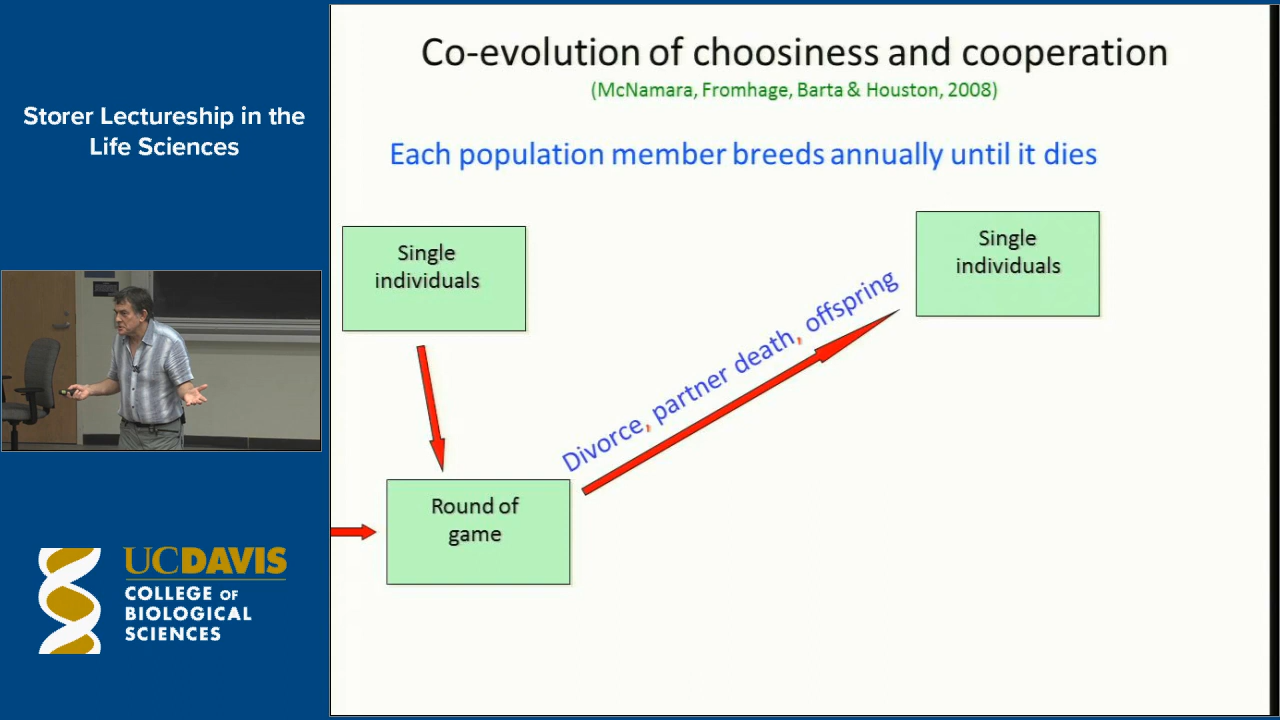 Storer Lectureship in the
Life Sciences
UCDAVIS
COLLEGE OF
BIOLOGICAL
SCIENCES
Co-evolution of choosiness and cooperation
(McNamara, Fromhage, Barta & Houston, 2008)
Each population member breeds annually until it dies
Single
individuals
Single
individuals
Divorce, partner death, offspring
Round of
game